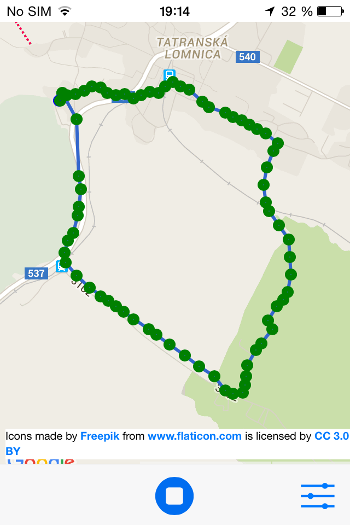 No SIM 19:14 32 %
TATRANSKÁ
LOMNICA
540
537
Icons made by Freepik from www.flaticon.com is licensed by CC 3.0
BY
Google